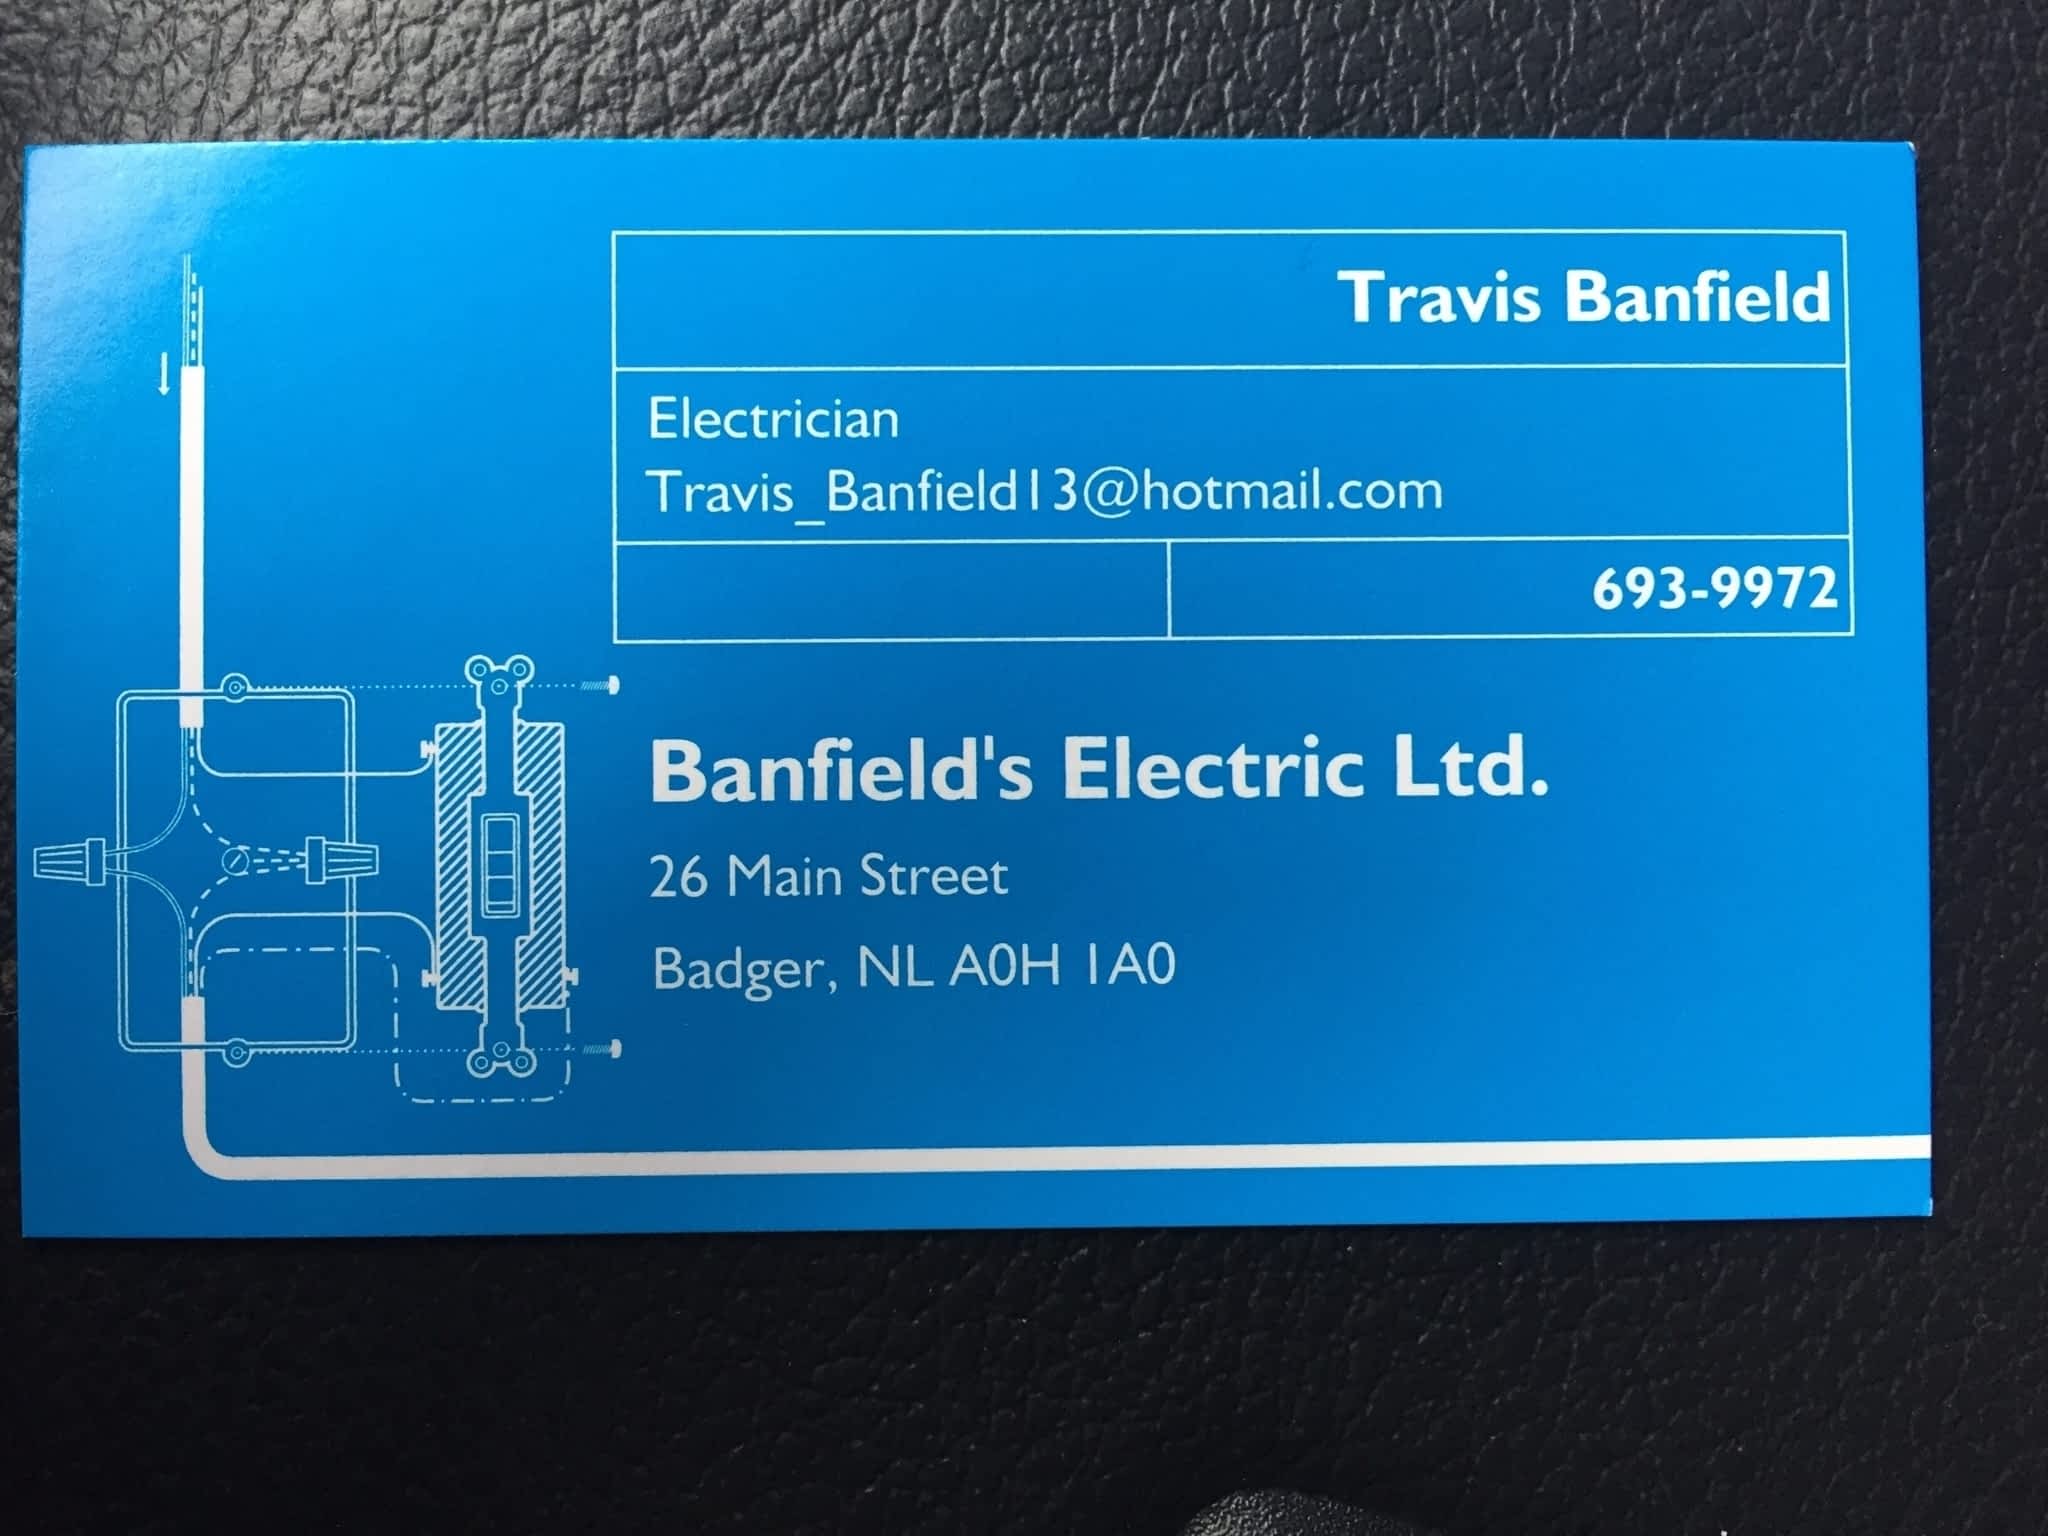 Travis Banfield
Electrician
Travis_Banfield13@hotmail.com
693-9972
Banfield's Electric Ltd.
26 Main Street
Badger, NL A0H 1A0